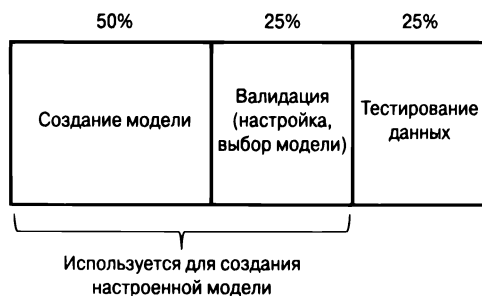 50%
25%
25%
Создание модели
Валидация
(настройка,
выбор модели)
Тестирование
данных
Используется для создания
настроенной модели